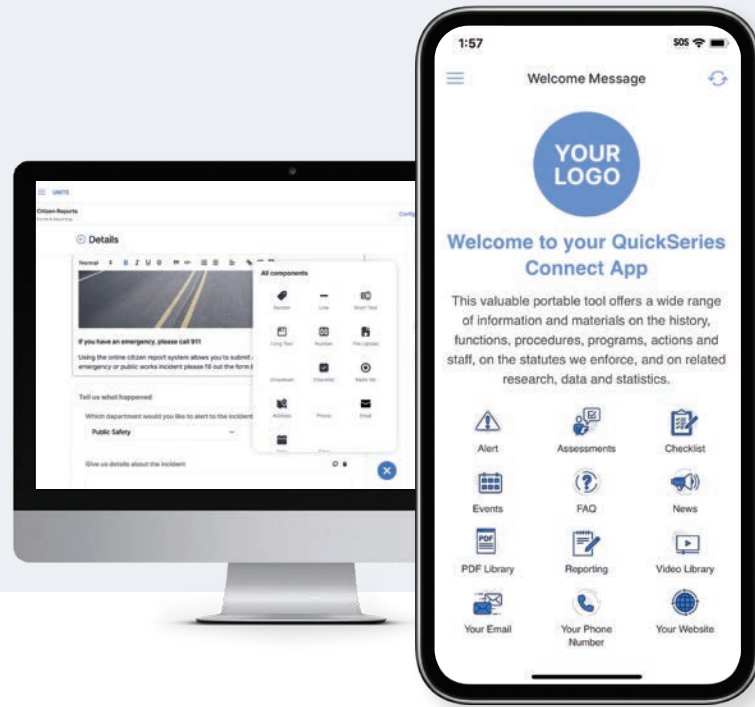 UNITE
Citizen Reports
Forms & Reporting
Config
Details
Normal
All components
Section
Line
Short Text
Long Text
Number
File Upload
Dropdown
Checklist
Radio list
Address
Phone
Email
If you have an emergency, please call 911
Using the online citizen report system allows you to submit
emergency or public works incident please fill out the form
Tell us what happened
Which department would you like to alert to the incident
Public Safety
Give us details about the incident
1:57
SOS
Welcome Message
YOUR
LOGO
Welcome to your QuickSeries
Connect App
This valuable portable tool offers a wide range
of information and materials on the history,
functions, procedures, programs, actions and
staff, on the statutes we enforce, and on related
research, data and statistics.
Alert
Assessments
Checklist
Events
FAQ
News
PDF
PDF Library
Reporting
Video Library
Your Email
Your Phone
Number
Your Website